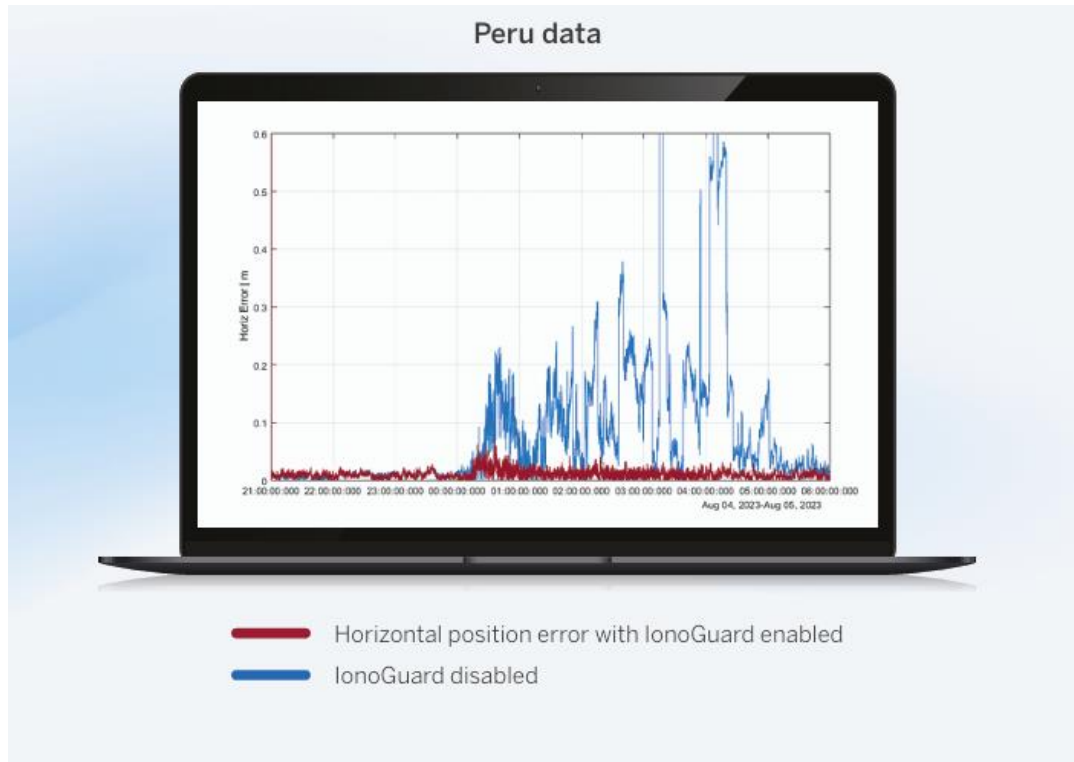 Peru data
0.6
0.5
0.4
0.3
0.2
0.1
0
Horiz Error | m
21:00:00:000 22:00:00:000 23:00:00:000 00:00:00:000 01:00:00:000 02:00:00:000 03:00:00:000 04:00:00:000 05:00:00:000 06:00:00:000
Aug 04, 2023-Aug 05, 2023
Horizontal position error with IonoGuard enabled
IonoGuard disabled